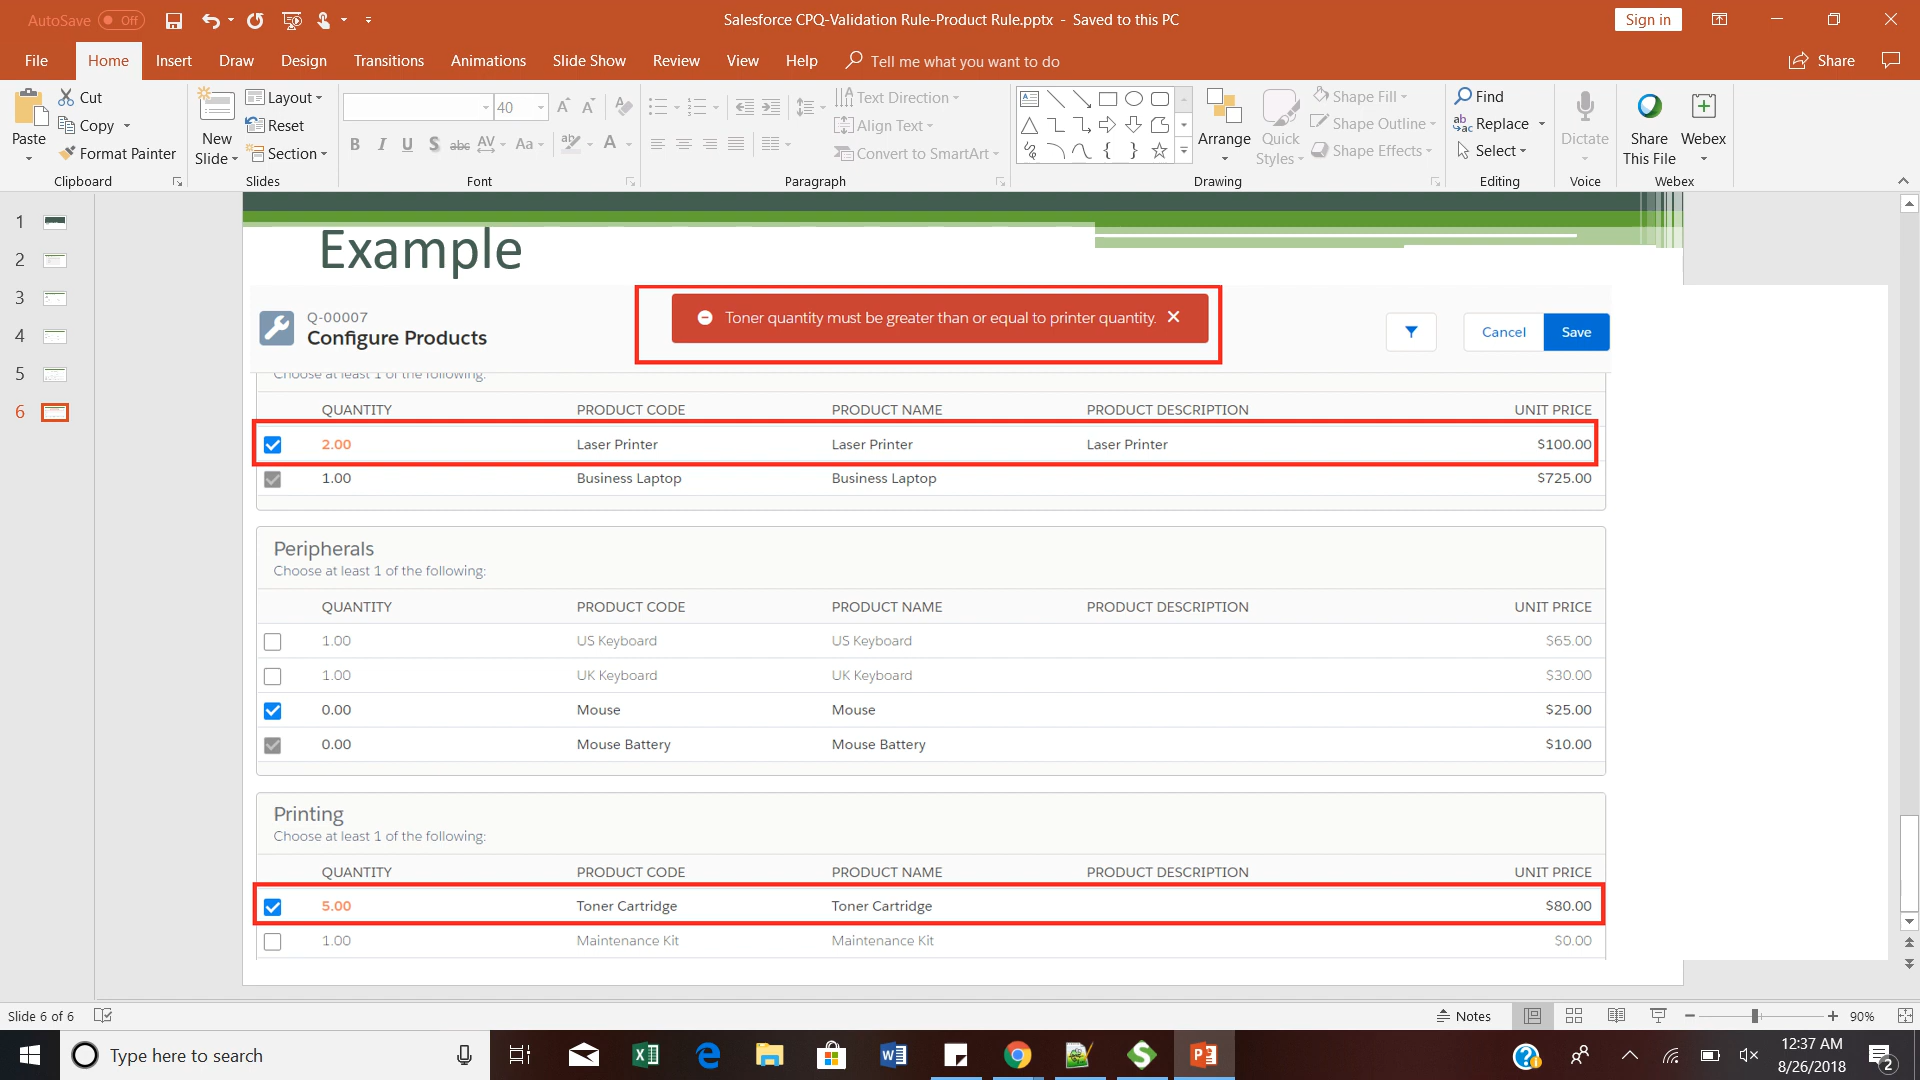 AutoSave Off
Salesforce CPQ-Validation Rule-Product Rule.pptx - Saved to this PC
Sign in
File Home Insert Draw Design Transitions Animations Slide Show Review View Help Tell me what you want to do
Share
Paste
Cut
Copy
Format Painter
Clipboard
New
Slide
Layout
Reset
Section
Slides
40
B I U S abc AV Aa
A
Font
Text Direction
Align Text
Convert to SmartArt
Paragraph
Arrange
Quick
Styles
Shape Fill
Shape Outline
Shape Effects
Drawing
Find
Replace
Select
Editing
Dictate
Voice
Share
This File
Webex
Webex
1
2
3
4
5
6
Example
Q-00007
Configure Products
Toner quantity must be greater than or equal to printer quantity.
Cancel
Save
Choose at least 1 of the following:
QUANTITY PRODUCT CODE PRODUCT NAME PRODUCT DESCRIPTION UNIT PRICE
2.00 Laser Printer Laser Printer Laser Printer $100.00
1.00 Business Laptop Business Laptop $725.00
Peripherals
Choose at least 1 of the following:
QUANTITY PRODUCT CODE PRODUCT NAME PRODUCT DESCRIPTION UNIT PRICE
1.00 US Keyboard US Keyboard $65.00
1.00 UK Keyboard UK Keyboard $30.00
0.00 Mouse Mouse $25.00
0.00 Mouse Battery Mouse Battery $10.00
Printing
Choose at least 1 of the following:
QUANTITY PRODUCT CODE PRODUCT NAME PRODUCT DESCRIPTION UNIT PRICE
5.00 Toner Cartridge Toner Cartridge $80.00
1.00 Maintenance Kit Maintenance Kit $0.00
Slide 6 of 6
Notes
90%
Type here to search
12:37 AM
8/26/2018
2